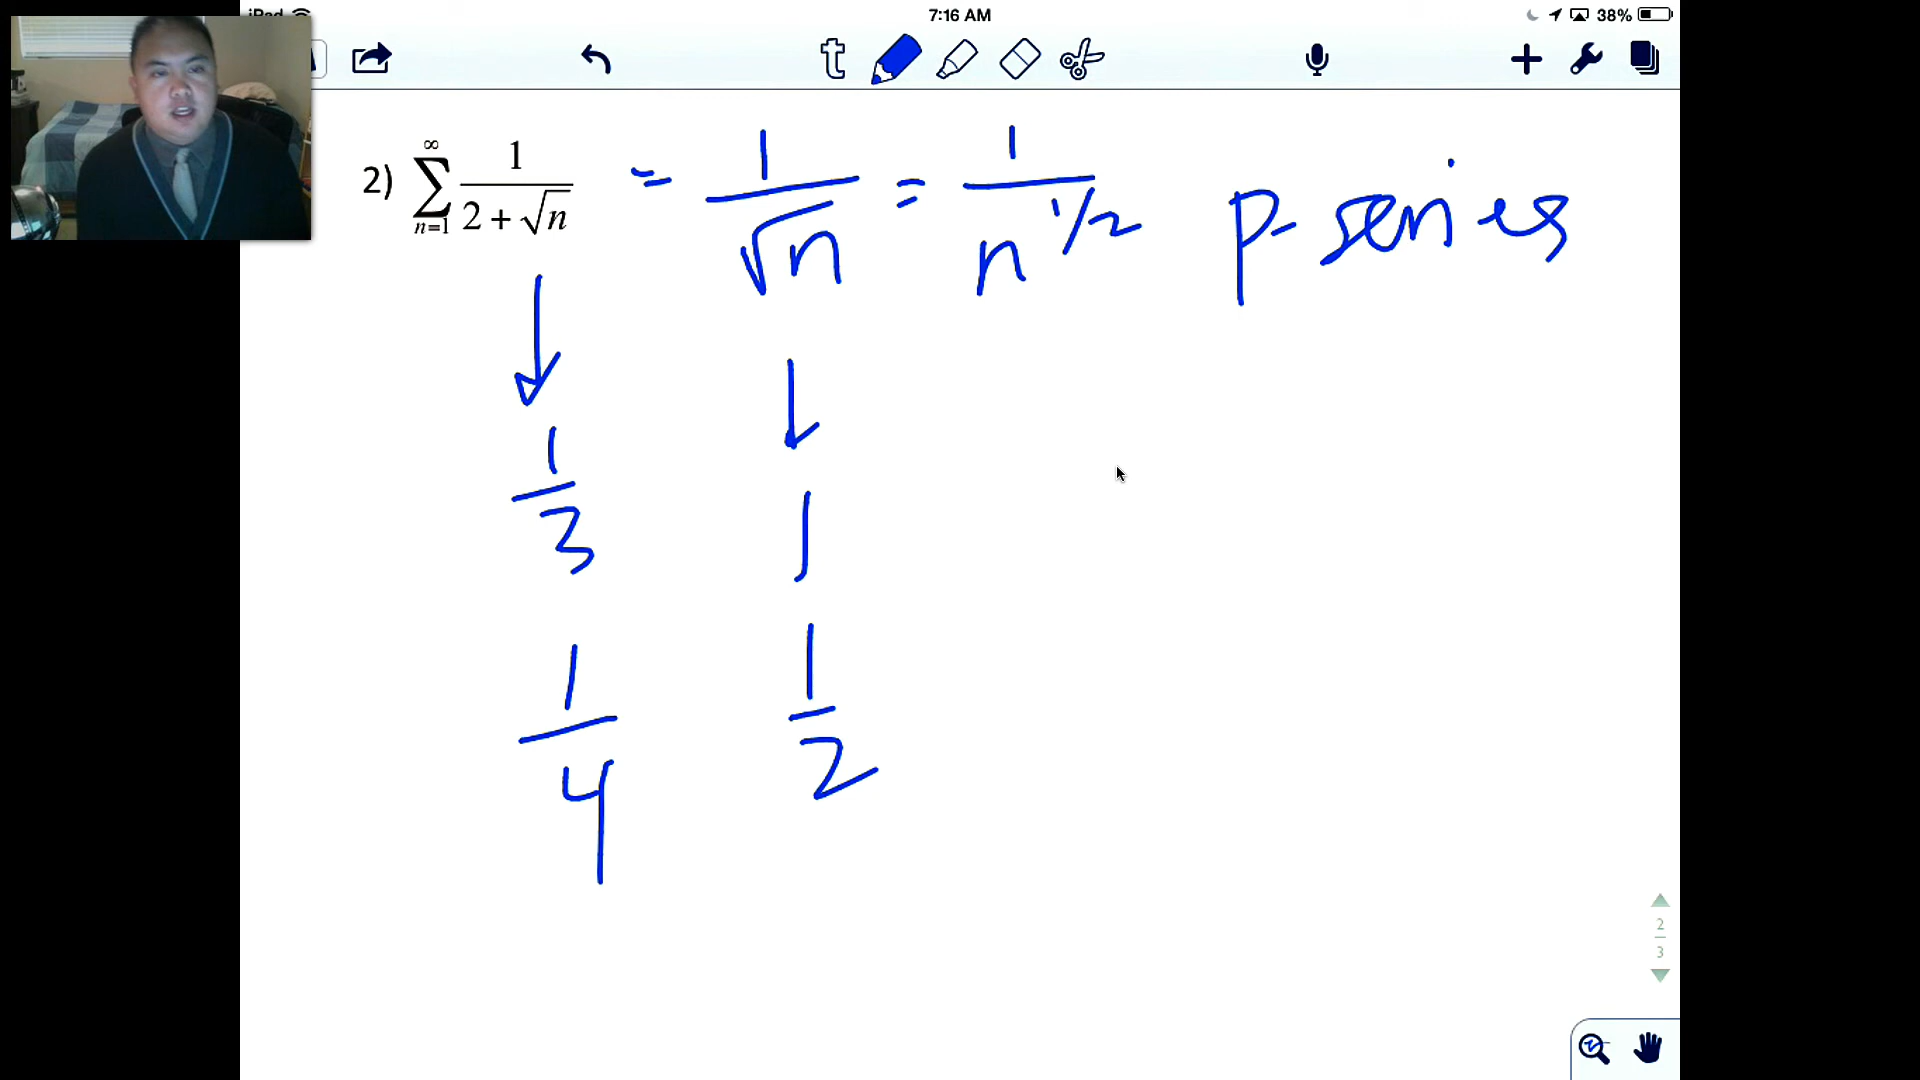 iPad 7:16 AM 38%
t
2) ∞ ∑ n=1 1 / 2 + √n = 1 / √n = 1 / n^1/2 p-series
1/3 1
1/4 1/2
2
3